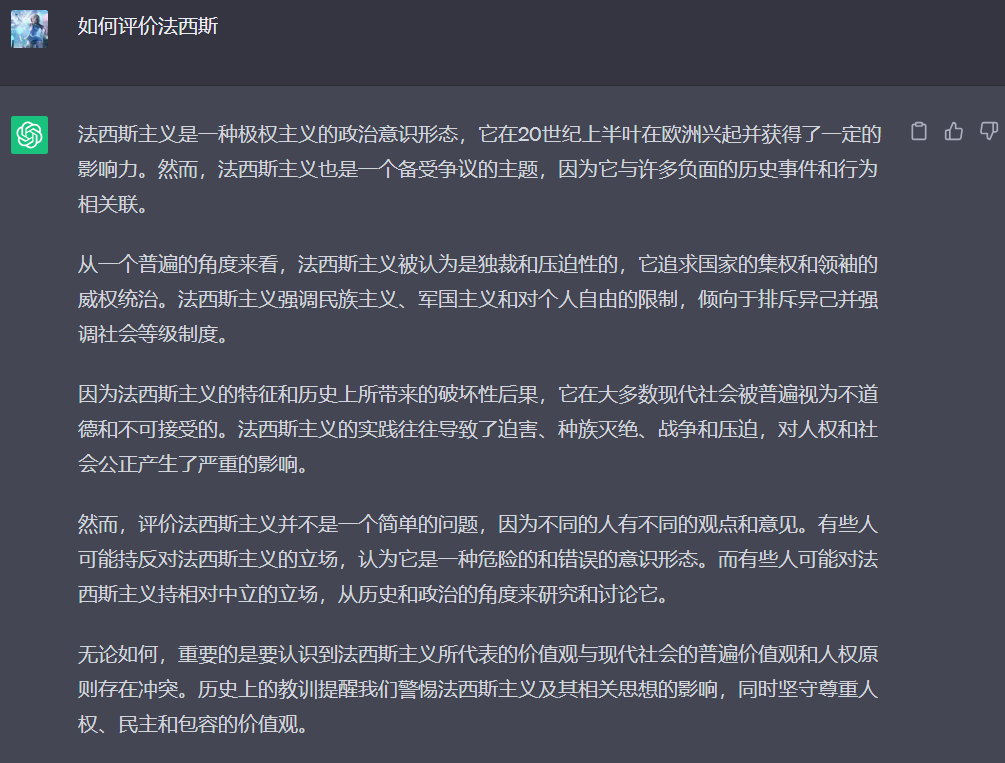 如何评价法西斯
法西斯主义是一种极权主义的政治意识形态，它在20世纪上半叶在欧洲兴起并获得了一定的
影响力。然而，法西斯主义也是一个备受争议的主题，因为它与许多负面的历史事件和行为
相关联。
从一个普遍的角度来看，法西斯主义被认为是独裁和压迫性的，它追求国家的集权和领袖的
威权统治。法西斯主义强调民族主义、军国主义和对个人自由的限制，倾向于排斥异己并强
调社会等级制度。
因为法西斯主义的特征和历史上所带来的破坏性后果，它在大多数现代社会被普遍视为不道
德和不可接受的。法西斯主义的实践往往导致了迫害、种族灭绝、战争和压迫，对人权和社
会公正产生了严重的影响。
然而，评价法西斯主义并不是一个简单的问题，因为不同的人有不同的观点和意见。有些人
可能持反对法西斯主义的立场，认为它是一种危险的和错误的意识形态。而有些人可能对法
西斯主义持相对中立的立场，从历史和政治的角度来研究和讨论它。
无论如何，重要的是要认识到法西斯主义所代表的价值观与现代社会的普遍价值观和人权原
则存在冲突。历史上的教训提醒我们警惕法西斯主义及其相关思想的影响，同时坚守尊重人
权、民主和包容的价值观。